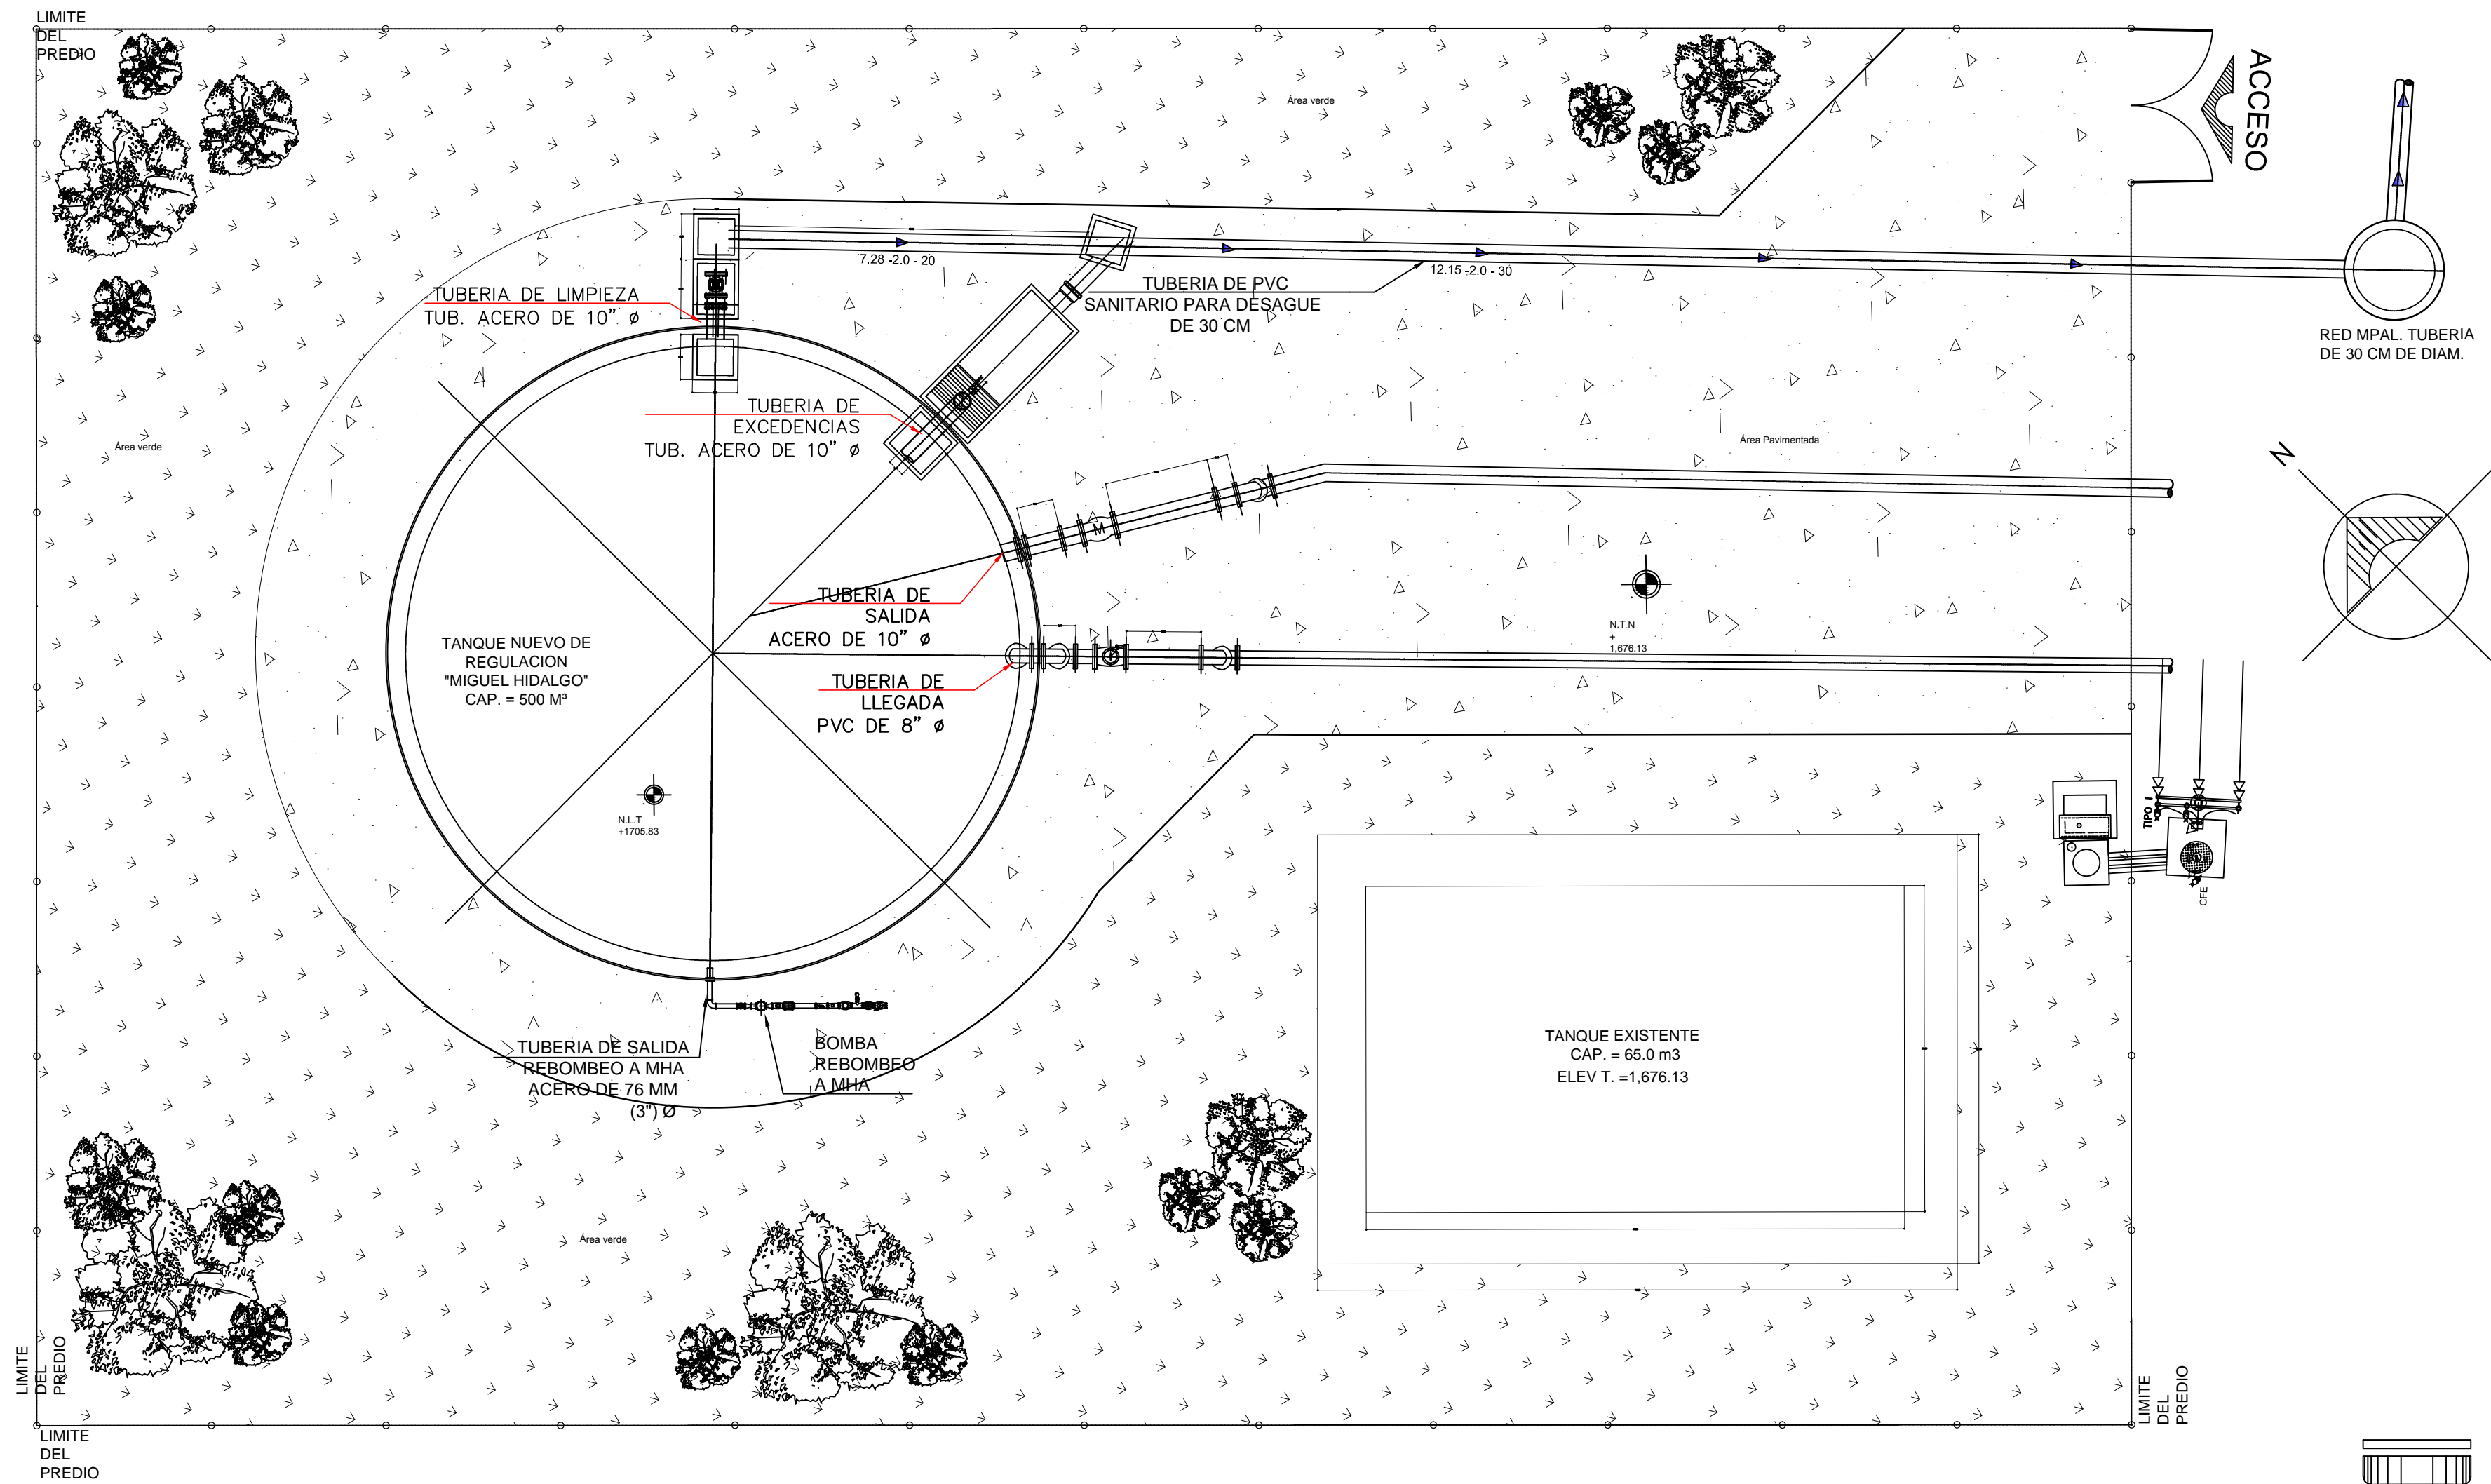 LIMITE
DEL
PREDIO
ACCESO
Área verde
7.28 -2.0 - 20
12.15 -2.0 - 30
TUBERIA DE PVC
SANITARIO PARA DESAGUE
DE 30 CM
TUBERIA DE LIMPIEZA
TUB. ACERO DE 10” ø
RED MPAL. TUBERIA
DE 30 CM DE DIAM.
TUBERIA DE
EXCEDENCIAS
TUB. ACERO DE 10” ø
Área verde
Área Pavimentada
N
M
TUBERIA DE
SALIDA
ACERO DE 10” ø
N.T.N
+
1,676.13
TANQUE NUEVO DE
REGULACION
"MIGUEL HIDALGO"
CAP. = 500 M³
TUBERIA DE
LLEGADA
PVC DE 8” ø
N.L.T
+1705.83
TIPO I
CFE
TUBERIA DE SALIDA
REBOMBEO A MHA
ACERO DE 76 MM
(3") Ø
BOMBA
REBOMBEO
A MHA
TANQUE EXISTENTE
CAP. = 65.0 m3
ELEV T. =1,676.13
Área verde
LIMITE
DEL
PREDIO
LIMITE
DEL
PREDIO
LIMITE
DEL
PREDIO